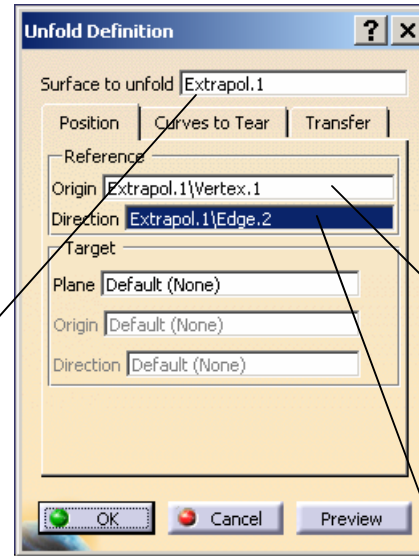 Unfold Definition ? ×
Surface to unfold Extrapol.1
Position Curves to Tear Transfer
Reference
Origin Extrapol.1\Vertex.1
Direction Extrapol.1\Edge.2
Target
Plane Default (None)
Origin Default (None)
Direction Default (None)
OK Cancel Preview